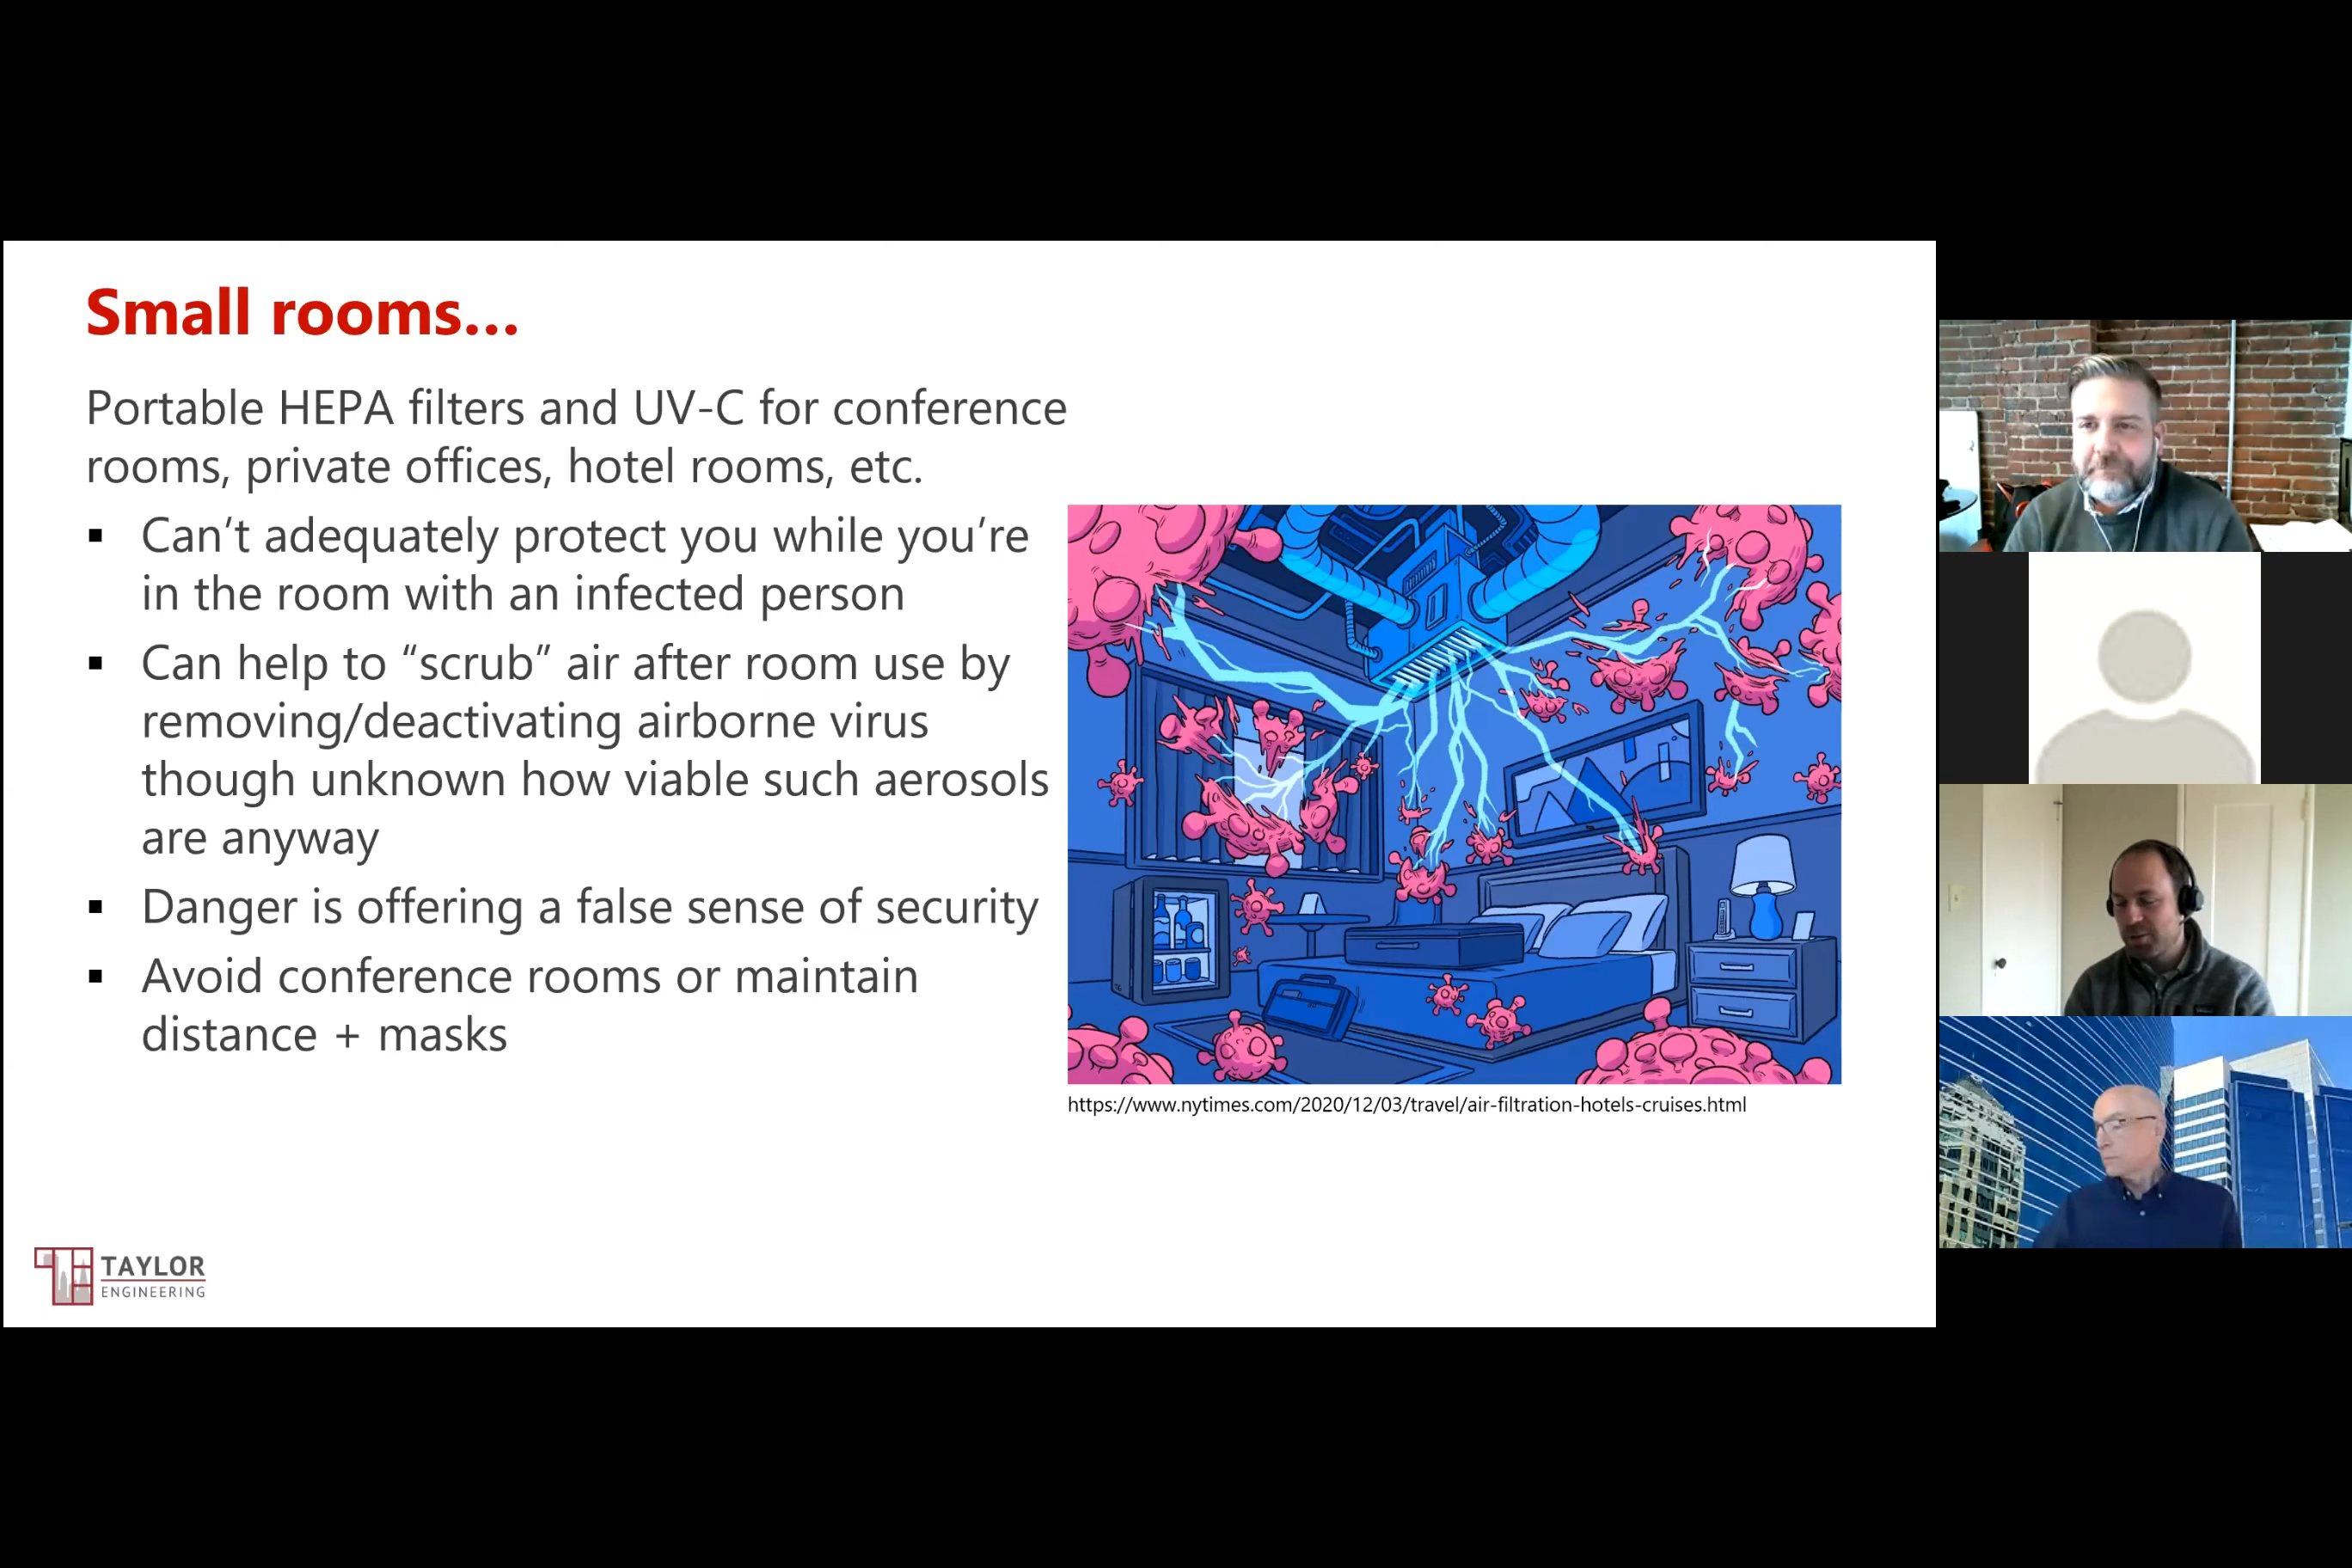 Small rooms...
Portable HEPA filters and UV-C for conference
rooms, private offices, hotel rooms, etc.
▪ Can’t adequately protect you while you’re
in the room with an infected person
▪ Can help to “scrub” air after room use by
removing/deactivating airborne virus
though unknown how viable such aerosols
are anyway
▪ Danger is offering a false sense of security
▪ Avoid conference rooms or maintain
distance + masks
https://www.nytimes.com/2020/12/03/travel/air-filtration-hotels-cruises.html
TAYLOR
ENGINEERING